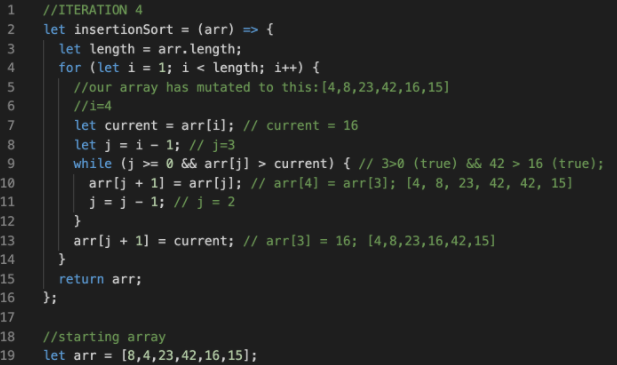 1 //ITERATION 4
2 let insertionSort = (arr) => {
3 let length = arr.length;
4 for (let i = 1; i < length; i++) {
5 //our array has mutated to this:[4,8,23,42,16,15]
6 //i=4
7 let current = arr[i]; // current = 16
8 let j = i - 1; // j=3
9 while (j >= 0 && arr[j] > current) { // 3>0 (true) && 42 > 16 (true);
10 arr[j + 1] = arr[j]; // arr[4] = arr[3]; [4, 8, 23, 42, 42, 15]
11 j = j - 1; // j = 2
12 }
13 arr[j + 1] = current; // arr[3] = 16; [4,8,23,16,42,15]
14 }
15 return arr;
16 };
17
18 //starting array
19 let arr = [8,4,23,42,16,15];